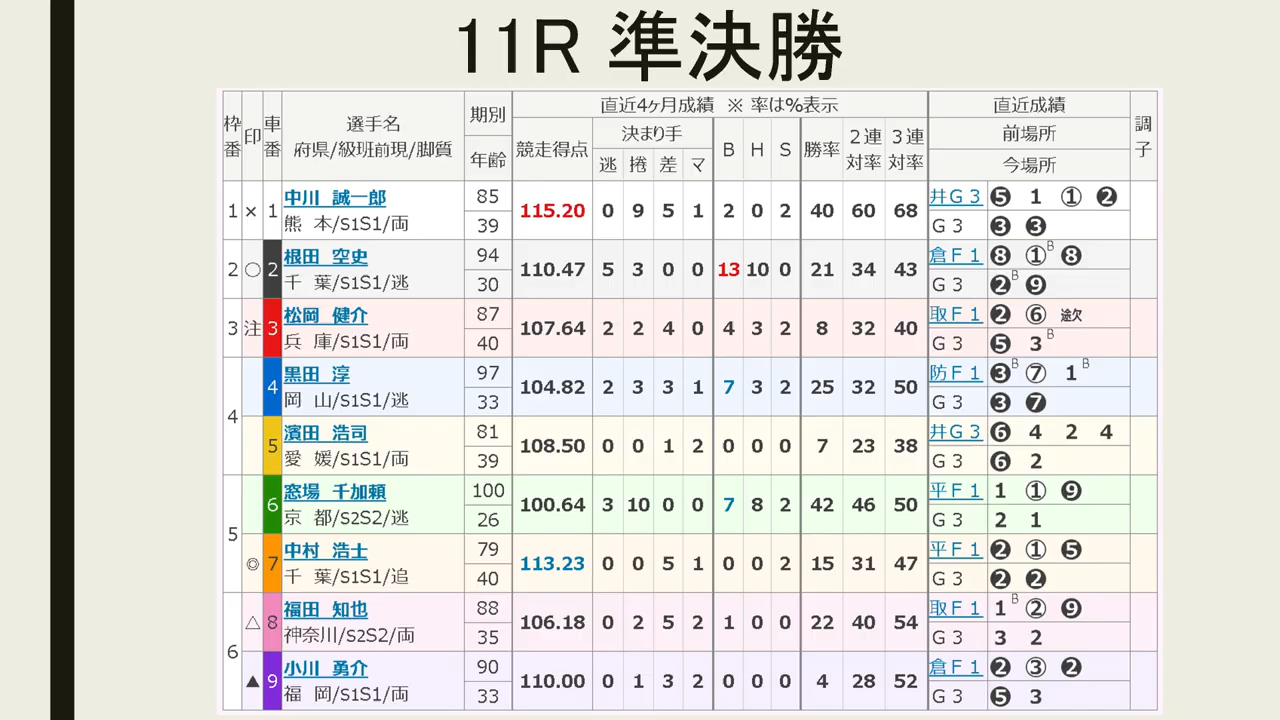 11R 準決勝
枠番 印 車番 選手名 府県/級班前現/脚質 期別 年齢 直近4ヶ月成績 ※ 率は%表示 直近成績 調子
競走得点 決まり手 B H S 勝率 2連対率 3連対率 前場所
逃 捲 差 マ 今場所
1 × 1 中川 誠一郎 85 115.20 0 9 5 1 2 0 2 40 60 68 井G3 ❺ 1 ① ❷
熊 本/S1S1/両 39 G3 ❸ ❸
2 ○ 2 根田 空史 94 110.47 5 3 0 0 13 10 0 21 34 43 倉F1 ❽ ①B ❽
千 葉/S1S1/逃 30 G3 ❷B ❾
3 注 3 松岡 健介 87 107.64 2 2 4 0 4 3 2 8 32 40 取F1 ❷ ⑥ 途欠
兵 庫/S1S1/両 40 G3 ❺ 3B
4 4 黒田 淳 97 104.82 2 3 3 1 7 3 2 25 32 50 防F1 ❸B ⑦ 1B
岡 山/S1S1/逃 33 G3 ❸ ❼
5 濱田 浩司 81 108.50 0 0 1 2 0 0 0 7 23 38 井G3 ❻ 4 2 4
愛 媛/S1S1/両 39 G3 ❻ 2
5 6 窓場 千加頼 100 100.64 3 10 0 0 7 8 2 42 46 50 平F1 1 ① ❾
京 都/S2S2/逃 26 G3 2 1
◎ 7 中村 浩士 79 113.23 0 0 5 1 0 0 2 15 31 47 平F1 ❷ ① ❺
千 葉/S1S1/追 40 G3 ❷ ❷
6 △ 8 福田 知也 88 106.18 0 2 5 2 1 0 0 22 40 54 取F1 1B ② ❾
神奈川/S2S2/両 35 G3 3 2
▲ 9 小川 勇介 90 110.00 0 1 3 2 0 0 0 4 28 52 倉F1 ❷ ③ ❷
福 岡/S1S1/両 33 G3 ❺ 3